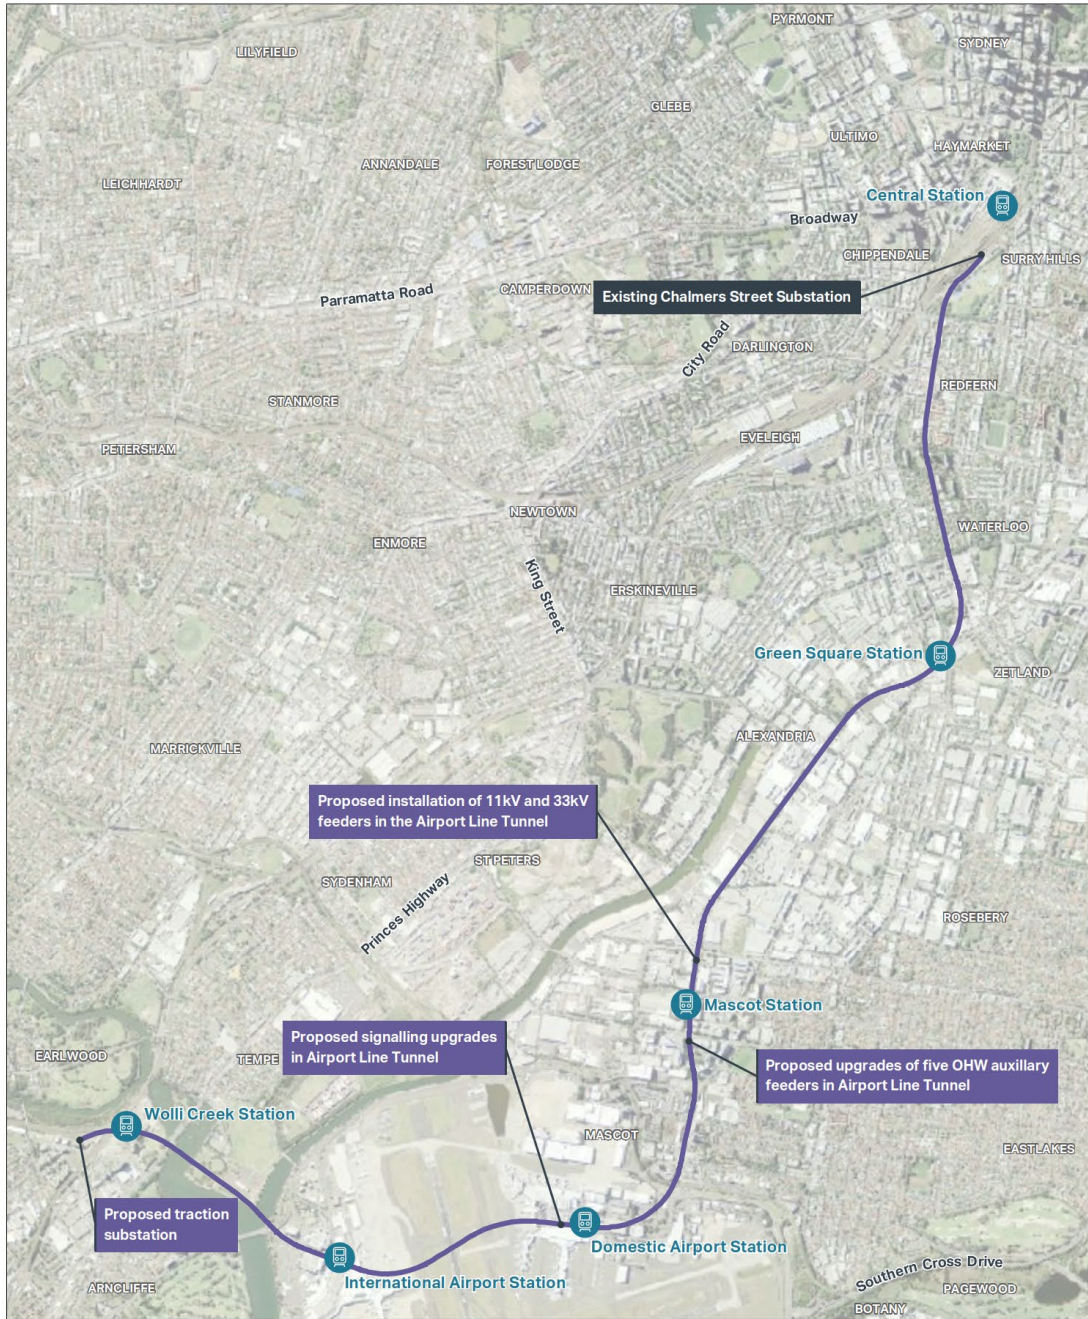 PYRMONT
LILYFIELD
SYDNEY
GLEBE
ULTIMO
HAYMARKET
ANNANDALE
FOREST LODGE
LEICHHARDT
Central Station
Broadway
CHIPPENDALE
SURRY HILLS
Parramatta Road
CAMPERDOWN
Existing Chalmers Street Substation
City Road
DARLINGTON
REDFERN
STANMORE
PETERSHAM
EVELEIGH
NEWTOWN
WATERLOO
ENMORE
King Street
ERSKINEVILLE
Green Square Station
ZETLAND
ALEXANDRIA
MARRICKVILLE
Proposed installation of 11kV and 33kV
feeders in the Airport Line Tunnel
ST PETERS
SYDENHAM
Princes Highway
ROSEBERY
Mascot Station
Proposed signalling upgrades
in Airport Line Tunnel
EARLWOOD
TEMPE
Proposed upgrades of five OHW auxillary
feeders in Airport Line Tunnel
Wolli Creek Station
MASCOT
EASTLAKES
Proposed traction
substation
Domestic Airport Station
International Airport Station
ARNCLIFFE
Southern Cross Drive
PAGEWOOD
BOTANY